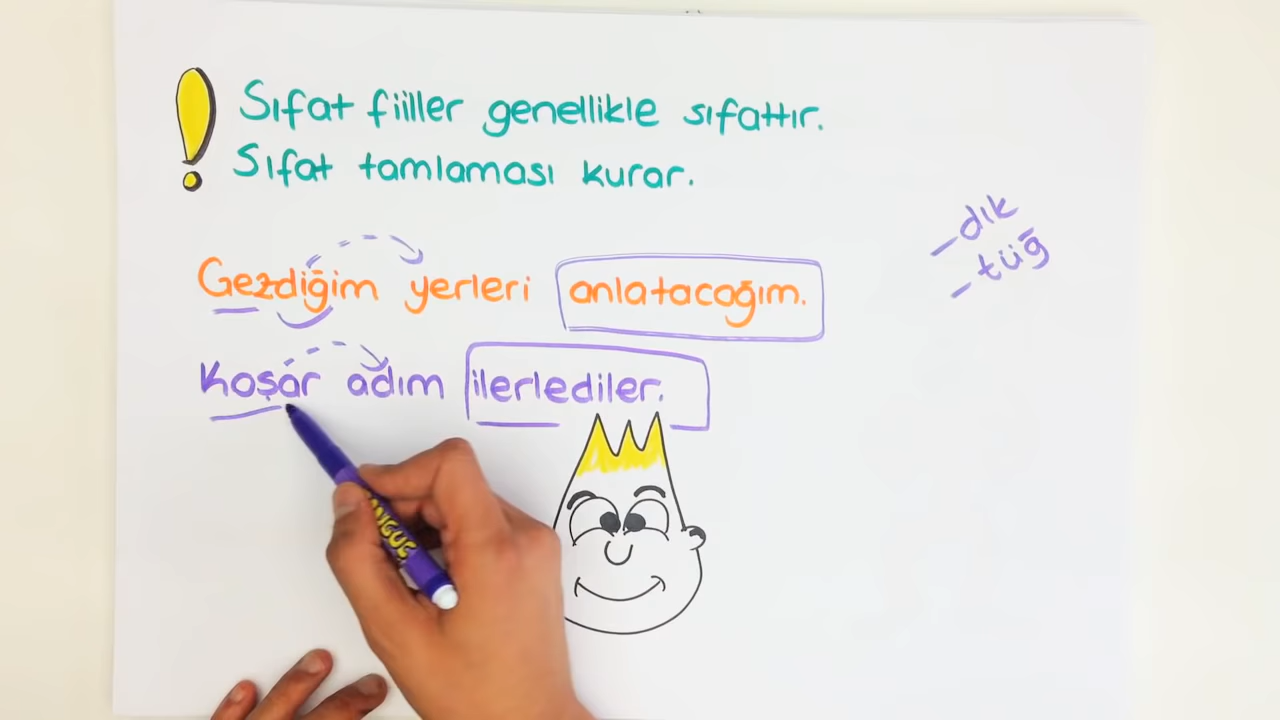 Sıfat fiiller genellikle sıfattır.
Sıfat tamlaması kurar.
-dık
-tüğ
Gezdiğim yerleri anlatacağım.
Koşar adım ilerlediler.